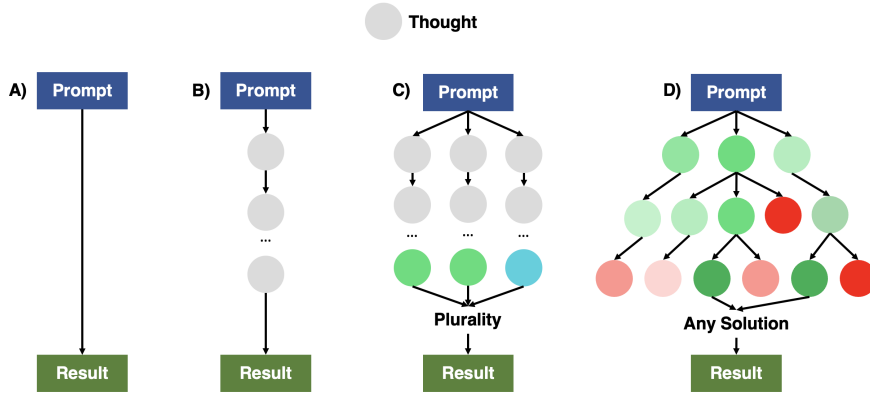 Thought
A) Prompt
B) Prompt
C) Prompt
D) Prompt
...
... ... ...
Plurality
Any Solution
Result
Result
Result
Result